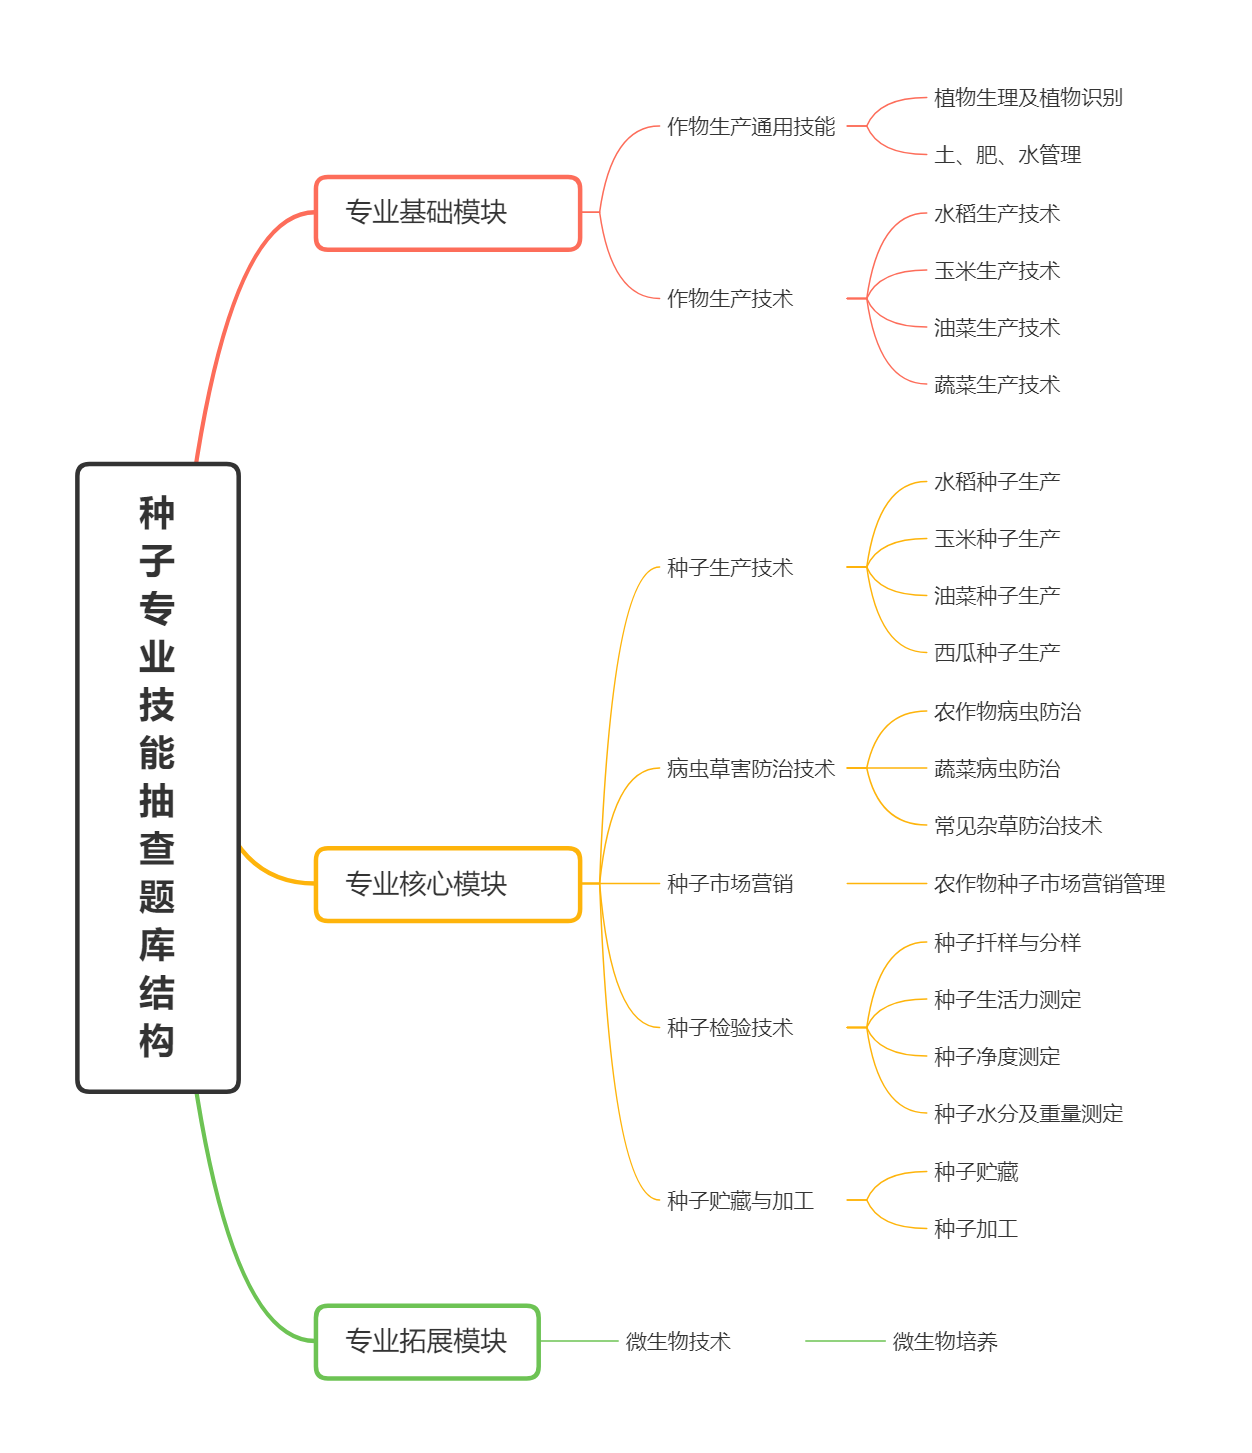 种子专业技能抽查题库结构
专业基础模块
作物生产通用技能
植物生理及植物识别
土、肥、水管理
作物生产技术
水稻生产技术
玉米生产技术
油菜生产技术
蔬菜生产技术
专业核心模块
种子生产技术
水稻种子生产
玉米种子生产
油菜种子生产
西瓜种子生产
病虫草害防治技术
农作物病虫防治
蔬菜病虫防治
常见杂草防治技术
种子市场营销
农作物种子市场营销管理
种子检验技术
种子扦样与分样
种子生活力测定
种子净度测定
种子水分及重量测定
种子贮藏与加工
种子贮藏
种子加工
专业拓展模块
微生物技术
微生物培养